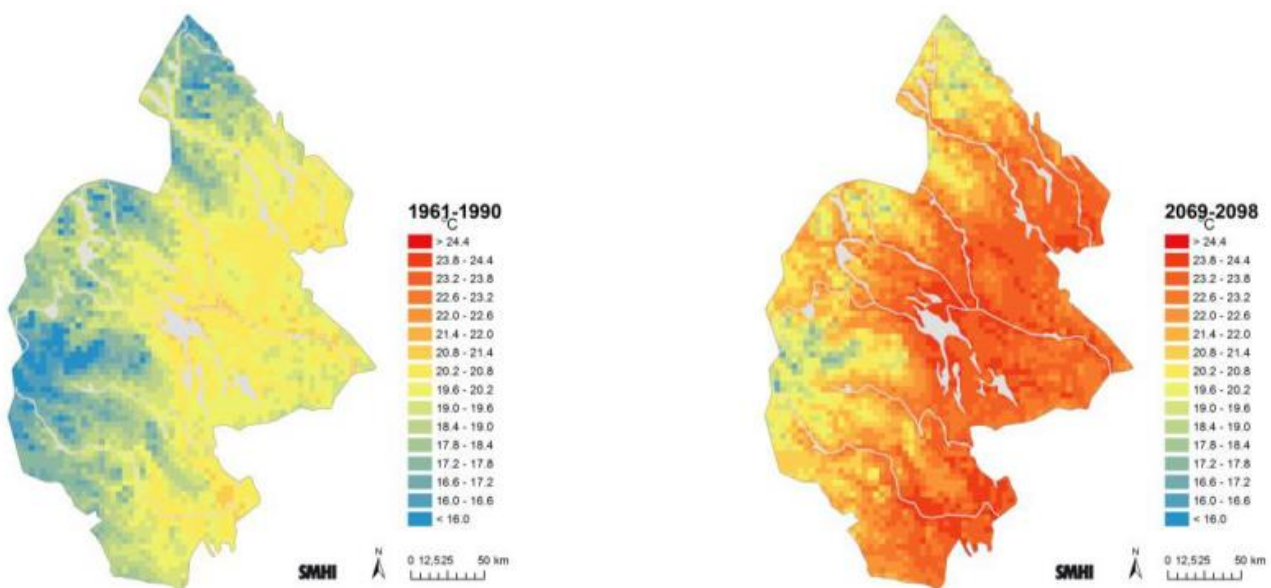 1961-1990
°C
> 24.4
23.8 - 24.4
23.2 - 23.8
22.6 - 23.2
22.0 - 22.6
21.4 - 22.0
20.8 - 21.4
20.2 - 20.8
19.6 - 20.2
19.0 - 19.6
18.4 - 19.0
17.8 - 18.4
17.2 - 17.8
16.6 - 17.2
16.0 - 16.6
< 16.0
SMHI
N
0 12,525 50 km
2069-2098
°C
> 24.4
23.8 - 24.4
23.2 - 23.8
22.6 - 23.2
22.0 - 22.6
21.4 - 22.0
20.8 - 21.4
20.2 - 20.8
19.6 - 20.2
19.0 - 19.6
18.4 - 19.0
17.8 - 18.4
17.2 - 17.8
16.6 - 17.2
16.0 - 16.6
< 16.0
SMHI
N
0 12,525 50 km